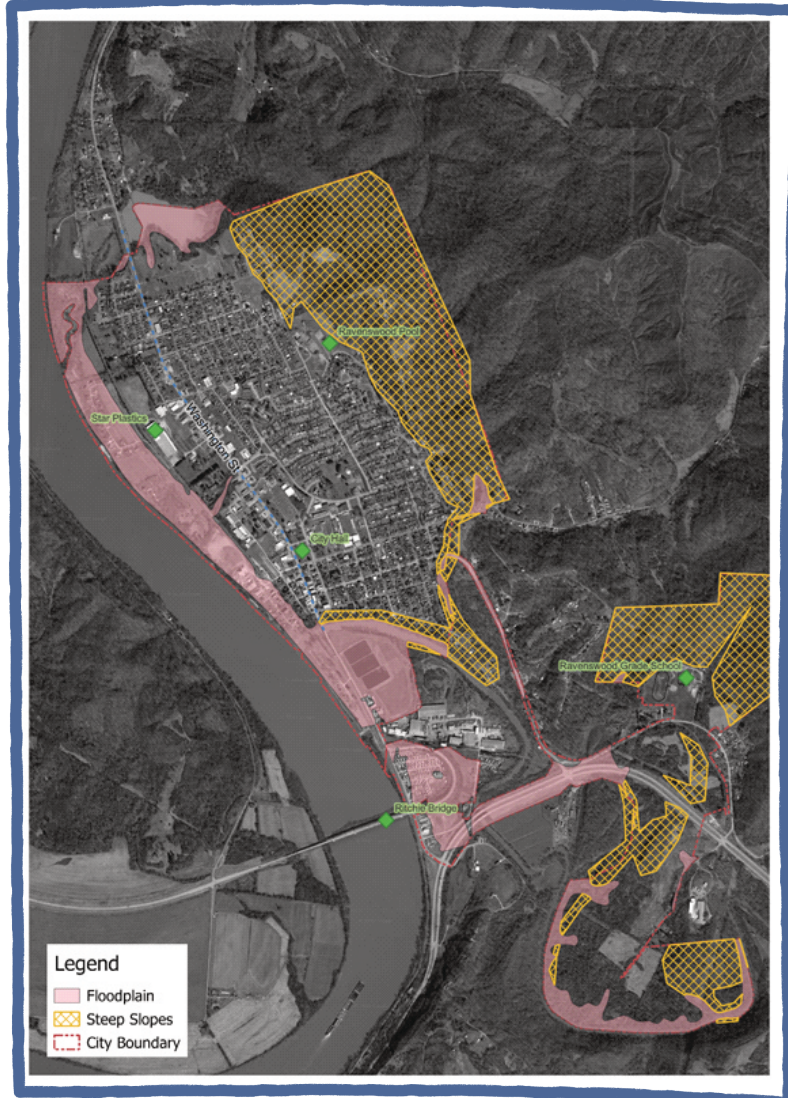 Ravenswood Pool
Star Plastics
Washington St
City Hall
Ravenswood Grade School
Ritchie Bridge
Legend
Floodplain
Steep Slopes
City Boundary